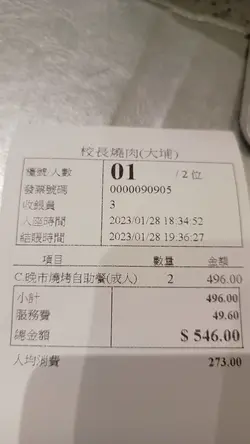 校長燒肉(大埔)
檯號/人數 01 /2位
發票號碼 0000090905
收銀員 3
入座時間 2023/01/28 18:34:52
結賬時間 2023/01/28 19:36:27
項目 數量 金額
C.晚市燒烤自助餐(成人) 2 496.00
小計 496.00
服務費 49.60
總金額 $ 546.00
人均消費 273.00